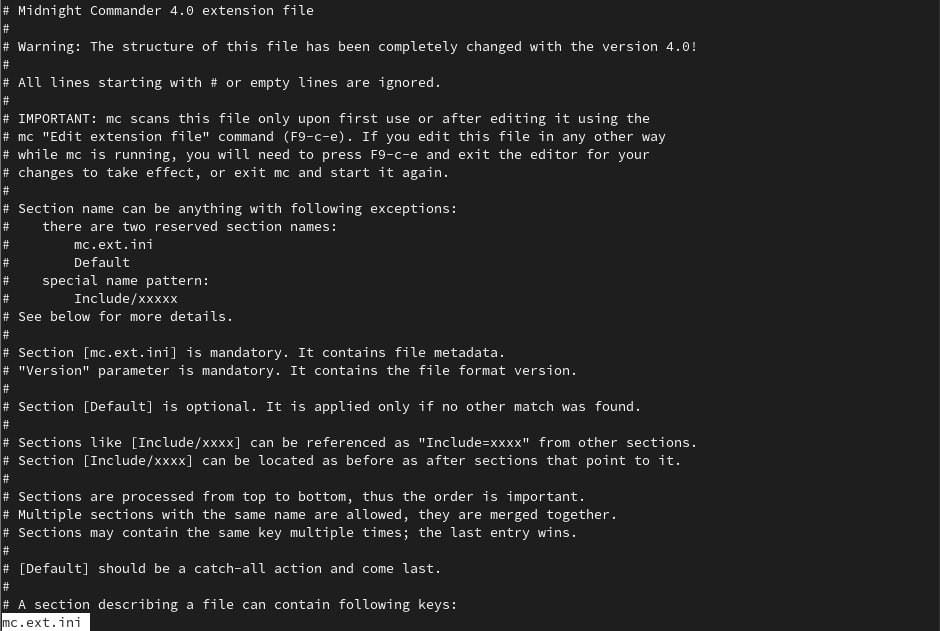 # Midnight Commander 4.0 extension file
#
# Warning: The structure of this file has been completely changed with the version 4.0!
#
# All lines starting with # or empty lines are ignored.
#
# IMPORTANT: mc scans this file only upon first use or after editing it using the
# mc "Edit extension file" command (F9-c-e). If you edit this file in any other way
# while mc is running, you will need to press F9-c-e and exit the editor for your
# changes to take effect, or exit mc and start it again.
#
# Section name can be anything with following exceptions:
#    there are two reserved section names:
#        mc.ext.ini
#        Default
#    special name pattern:
#        Include/xxxxx
# See below for more details.
#
# Section [mc.ext.ini] is mandatory. It contains file metadata.
# "Version" parameter is mandatory. It contains the file format version.
#
# Section [Default] is optional. It is applied only if no other match was found.
#
# Sections like [Include/xxxx] can be referenced as "Include=xxxx" from other sections.
# Section [Include/xxxx] can be located as before as after sections that point to it.
#
# Sections are processed from top to bottom, thus the order is important.
# Multiple sections with the same name are allowed, they are merged together.
# Sections may contain the same key multiple times; the last entry wins.
#
# [Default] should be a catch-all action and come last.
#
# A section describing a file can contain following keys:
mc.ext.ini